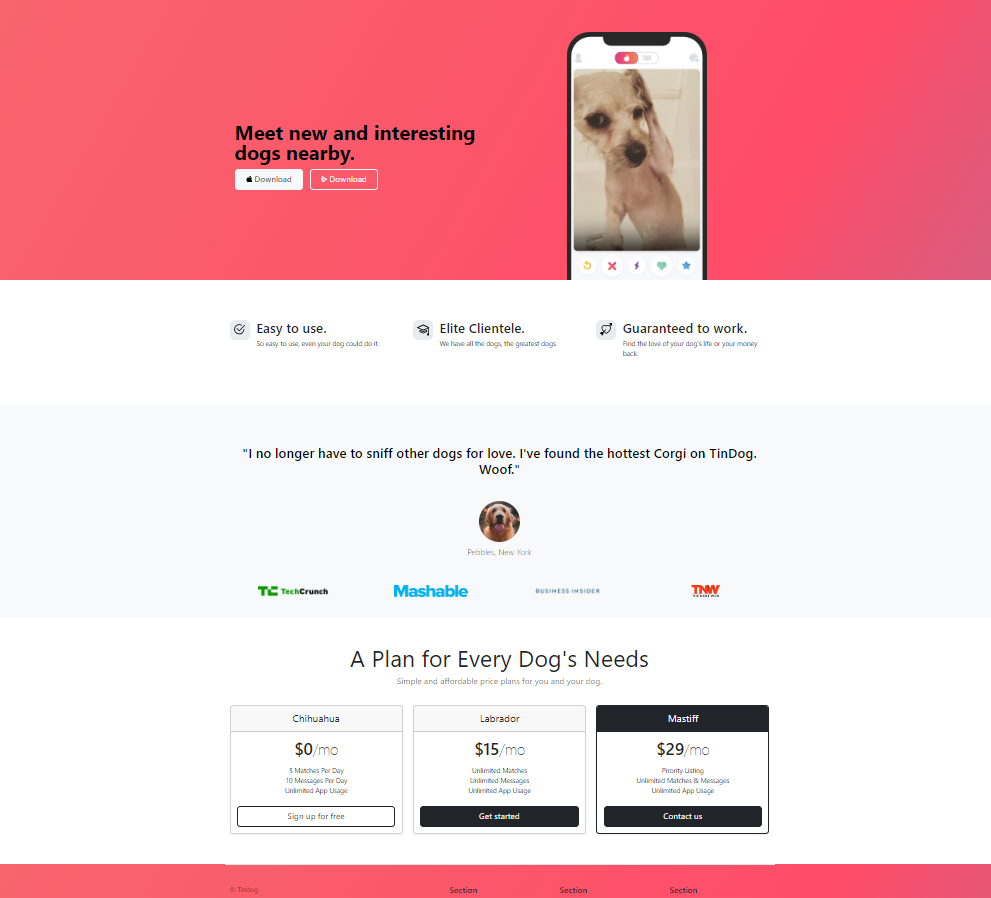 Meet new and interesting
dogs nearby.
Download
Download
Easy to use.
So easy to use, even your dog could do it.
Elite Clientele.
We have all the dogs, the greatest dogs.
Guaranteed to work.
Find the love of your dog's life or your money
back.
"I no longer have to sniff other dogs for love. I've found the hottest Corgi on TinDog.
Woof."
Pebbles, New York
TC TechCrunch
Mashable
BUSINESS INSIDER
TNW
A Plan for Every Dog's Needs
Simple and affordable price plans for you and your dog.
Chihuahua
$0/mo
5 Matches Per Day
10 Messages Per Day
Unlimited App Usage
Sign up for free
Labrador
$15/mo
Unlimited Matches
Unlimited Messages
Unlimited App Usage
Get started
Mastiff
$29/mo
Pirority Listing
Unlimited Matches & Messages
Unlimited App Usage
Contact us
© Tindog
Section
Section
Section